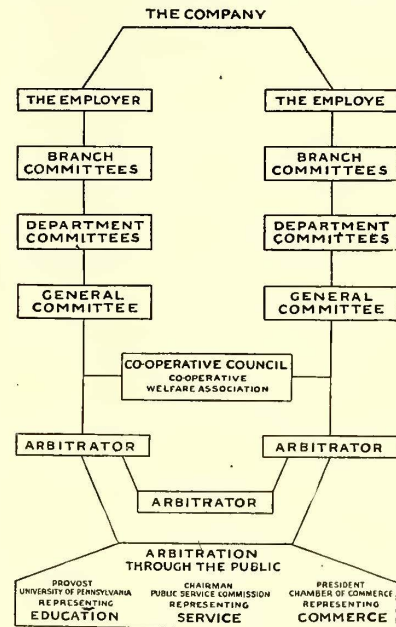 THE COMPANY
THE EMPLOYER
THE EMPLOYE
BRANCH
COMMITTEES
BRANCH
COMMITTEES
DEPARTMENT
COMMITTEES
DEPARTMENT
COMMITTEES
GENERAL
COMMITTEE
GENERAL
COMMITTEE
CO-OPERATIVE COUNCIL
CO-OPERATIVE
WELFARE ASSOCIATION
ARBITRATOR
ARBITRATOR
ARBITRATOR
ARBITRATION
THROUGH THE PUBLIC
PROVOST
UNIVERSITY OF PENNSYLVANIA
REPRESENTING
EDUCATION
CHAIRMAN
PUBLIC SERVICE COMMISSION
REPRESENTING
SERVICE
PRESIDENT
CHAMBER OF COMMERCE
REPRESENTING
COMMERCE